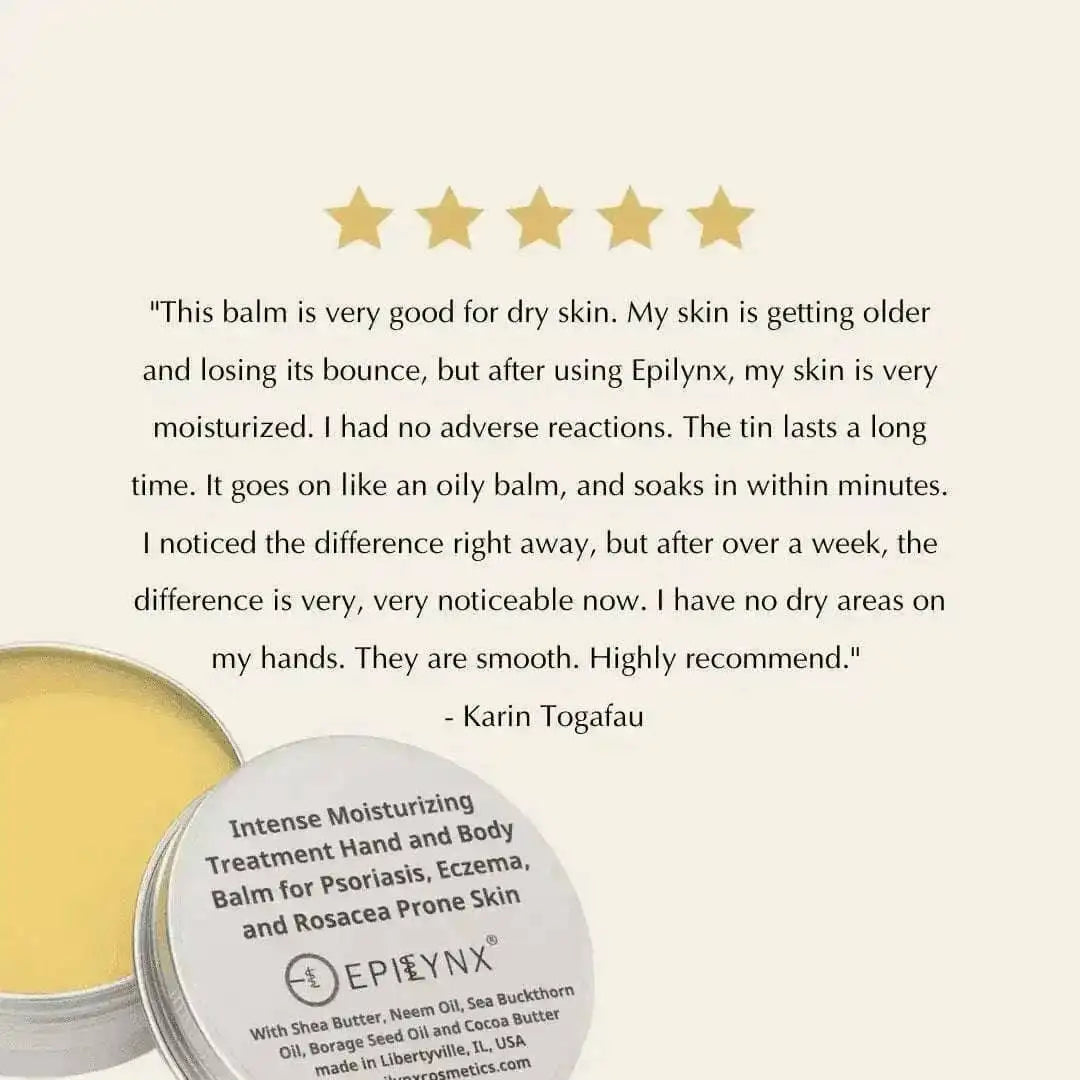 "This balm is very good for dry skin. My skin is getting older
and losing its bounce, but after using Epilynx, my skin is very
moisturized. I had no adverse reactions. The tin lasts a long
time. It goes on like an oily balm, and soaks in within minutes.
I noticed the difference right away, but after over a week, the
difference is very, very noticeable now. I have no dry areas on
my hands. They are smooth. Highly recommend."
- Karin Togafau
Intense Moisturizing
Treatment Hand and Body
Balm for Psoriasis, Eczema,
and Rosacea Prone Skin
EPILYNX®
With Shea Butter, Neem Oil, Sea Buckthorn
Oil, Borage Seed Oil and Cocoa Butter
made in Libertyville, IL, USA